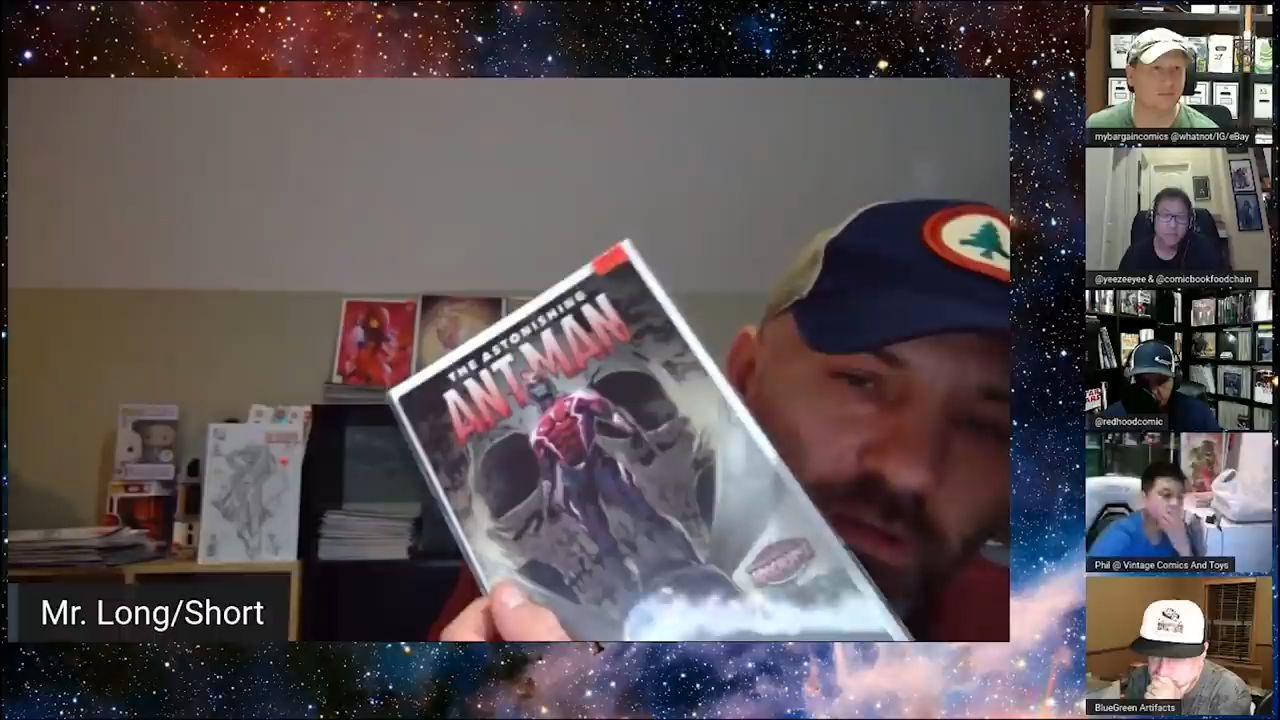 THE ASTONISHING
ANT-MAN
Mr. Long/Short
mybargaincomics @whatnot/IG/eBay
@yeezeeyee & @comicbookfoodchain
@redhoodcomic
Phil @ Vintage Comics And Toys
BlueGreen Artifacts